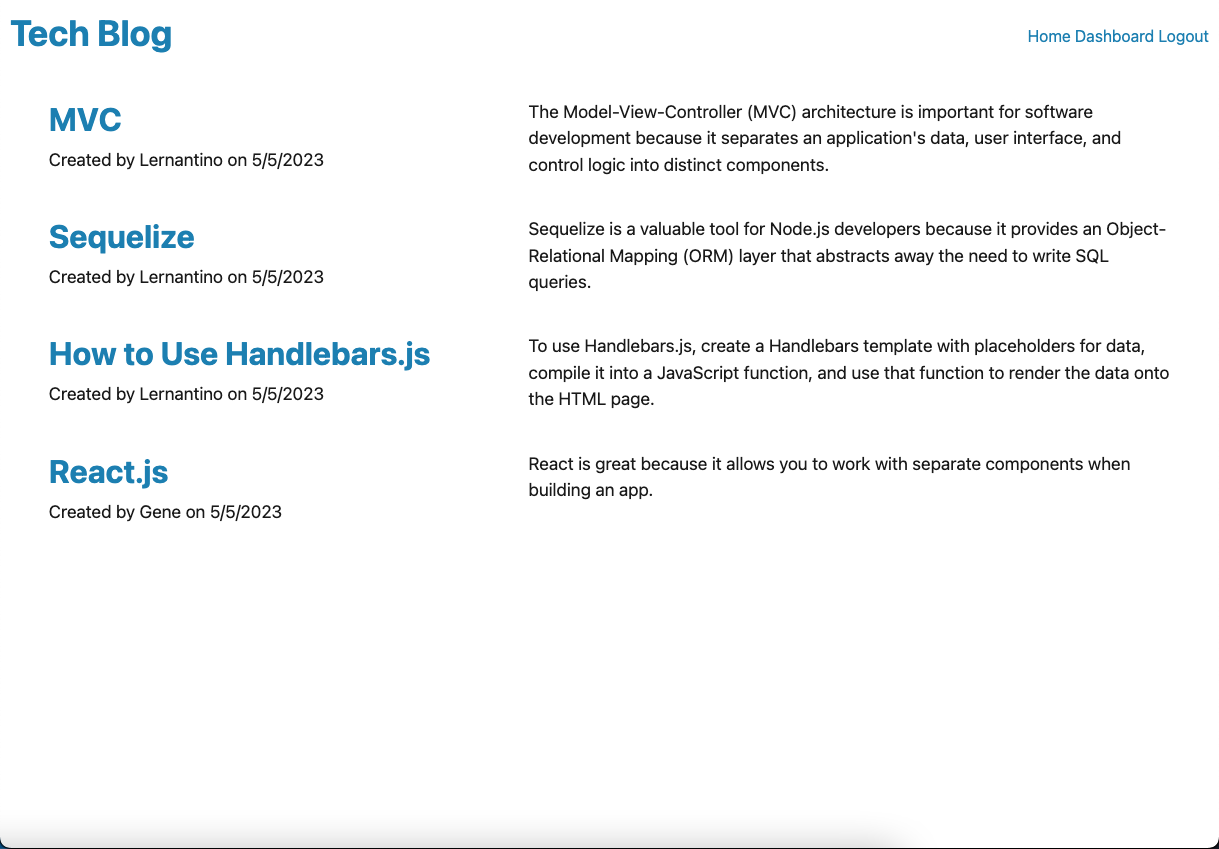 Tech Blog
Home Dashboard Logout
MVC
Created by Lernantino on 5/5/2023
The Model-View-Controller (MVC) architecture is important for software
development because it separates an application's data, user interface, and
control logic into distinct components.
Sequelize
Created by Lernantino on 5/5/2023
Sequelize is a valuable tool for Node.js developers because it provides an Object-
Relational Mapping (ORM) layer that abstracts away the need to write SQL
queries.
How to Use Handlebars.js
Created by Lernantino on 5/5/2023
To use Handlebars.js, create a Handlebars template with placeholders for data,
compile it into a JavaScript function, and use that function to render the data onto
the HTML page.
React.js
Created by Gene on 5/5/2023
React is great because it allows you to work with separate components when
building an app.